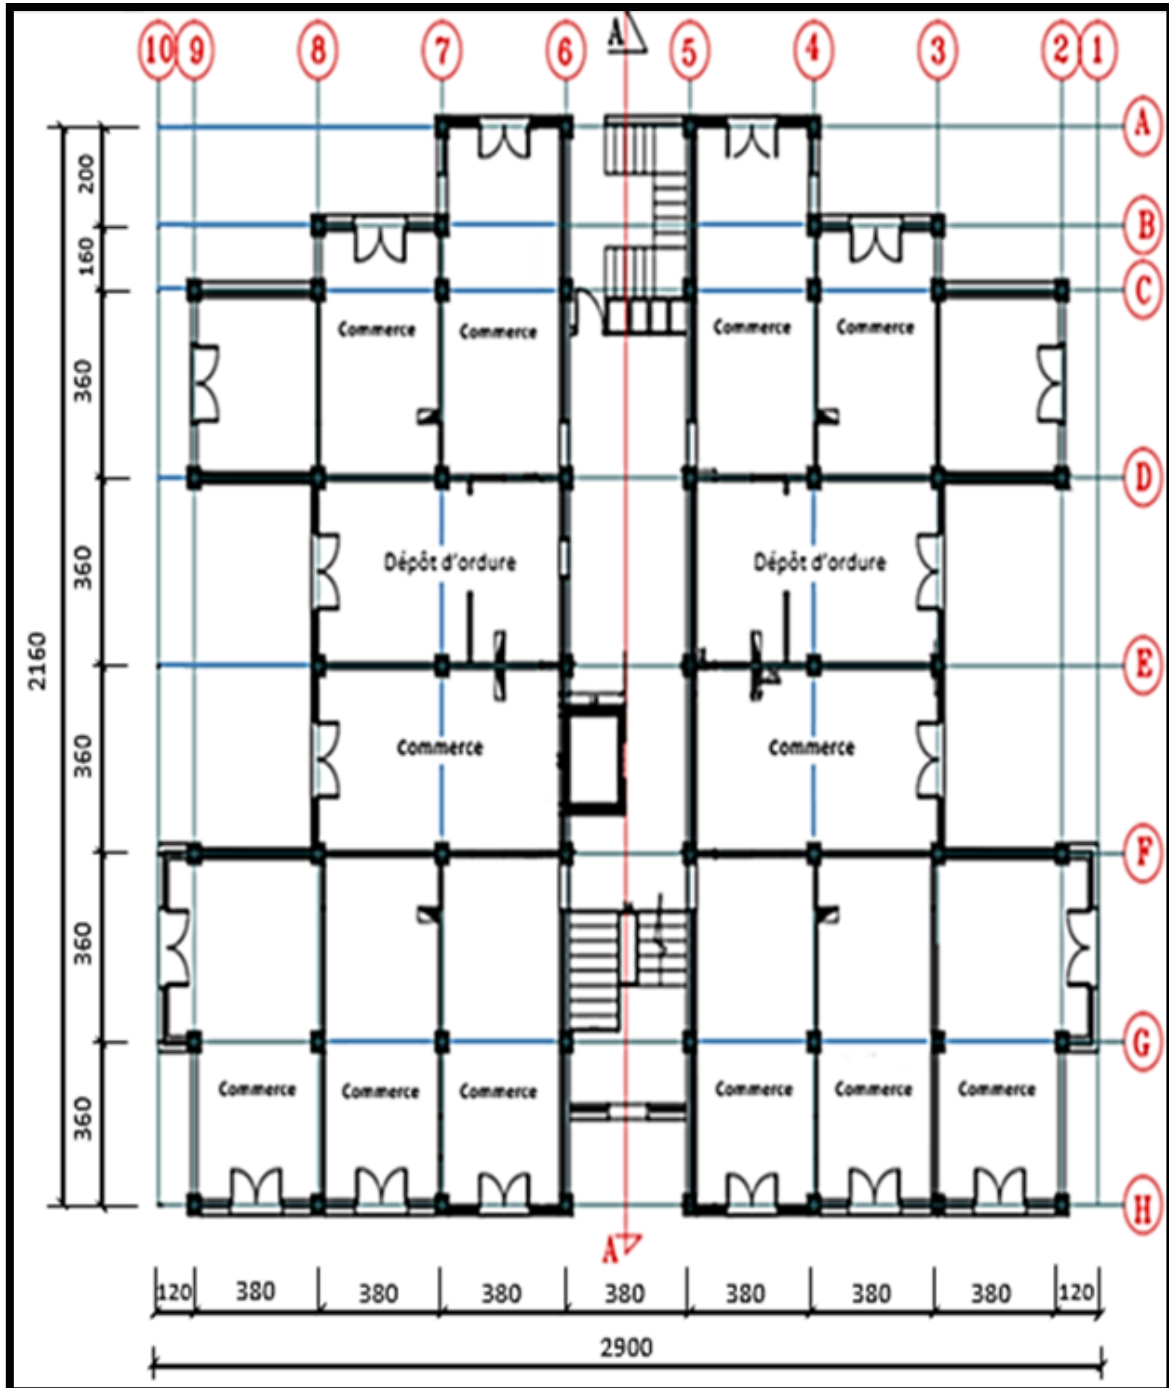 10 9 8 7 6 A 5 4 3 2 1
A
200
B
160
C
Commerce Commerce Commerce Commerce
360
D
Dépôt d'ordure Dépôt d'ordure
360
2160
E
Commerce Commerce
360
F
360
G
Commerce Commerce Commerce Commerce Commerce Commerce
360
H
A
120 380 380 380 380 380 380 380 120
2900